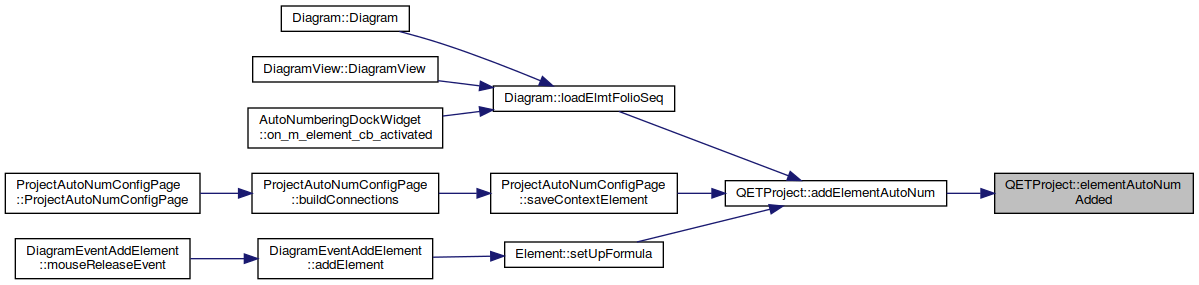 Diagram::Diagram
DiagramView::DiagramView
Diagram::loadElmtFolioSeq
AutoNumberingDockWidget
::on_m_element_cb_activated
ProjectAutoNumConfigPage
::ProjectAutoNumConfigPage
ProjectAutoNumConfigPage
::buildConnections
ProjectAutoNumConfigPage
::saveContextElement
QETProject::addElementAutoNum
QETProject::elementAutoNum
Added
DiagramEventAddElement
::mouseReleaseEvent
DiagramEventAddElement
::addElement
Element::setUpFormula